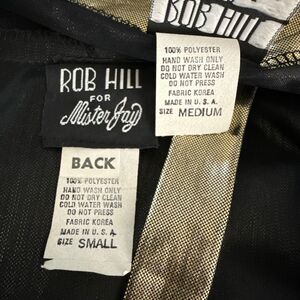 ROB HILL
100% POLYESTER
HAND WASH ONLY
DO NOT DRY CLEAN
COLD WATER WASH
DO NOT PRESS
FABRIC KOREA
MADE IN U. S. A.
SIZE MEDIUM
ROB HILL
FOR
Mister Jay
BACK
100% POLYESTER
HAND WASH ONLY
DO NOT DRY CLEAN
COLD WATER WASH
DO NOT PRESS
FABRIC KOREA
MADE IN U. S. A.
SIZE SMALL